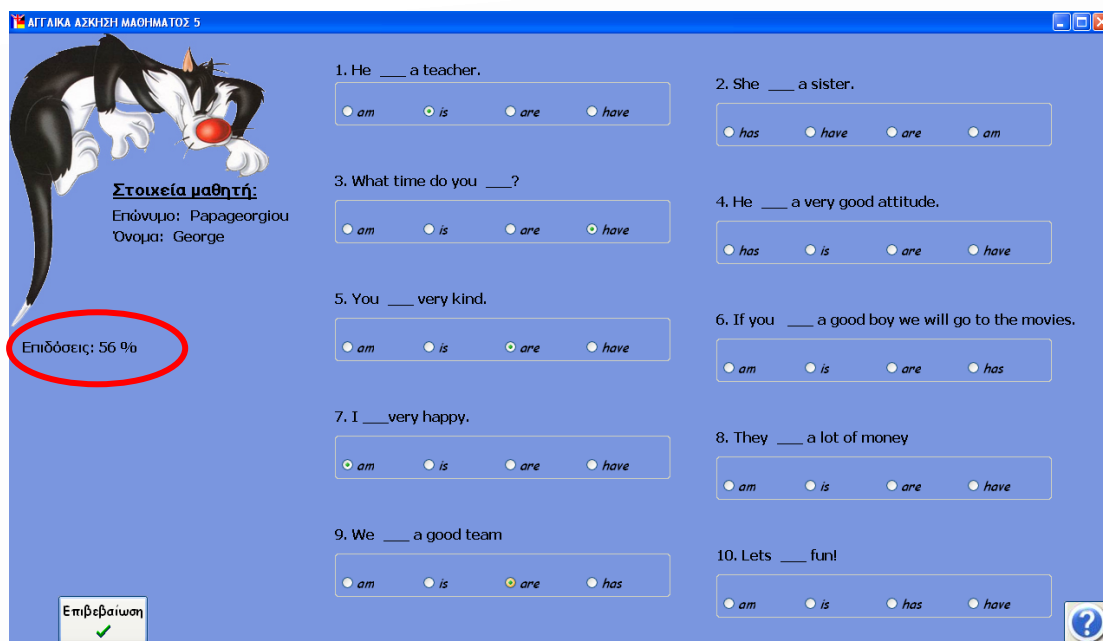 ΑΓΓΛΙΚΑ ΑΣΚΗΣΗ ΜΑΘΗΜΑΤΟΣ 5
Στοιχεία μαθητή:
Επώνυμο: Papageorgiou
Όνομα: George
Επιδόσεις: 56 %
Επιβεβαίωση
1. He ___ a teacher.
am is are have
2. She ___ a sister.
has have are am
3. What time do you ___?
am is are have
4. He ___ a very good attitude.
has is are have
5. You ___ very kind.
am is are have
6. If you ___ a good boy we will go to the movies.
am is are has
7. I ___very happy.
am is are have
8. They ___ a lot of money
am is are have
9. We ___ a good team
am is are has
10. Lets ___ fun!
am is has have
?